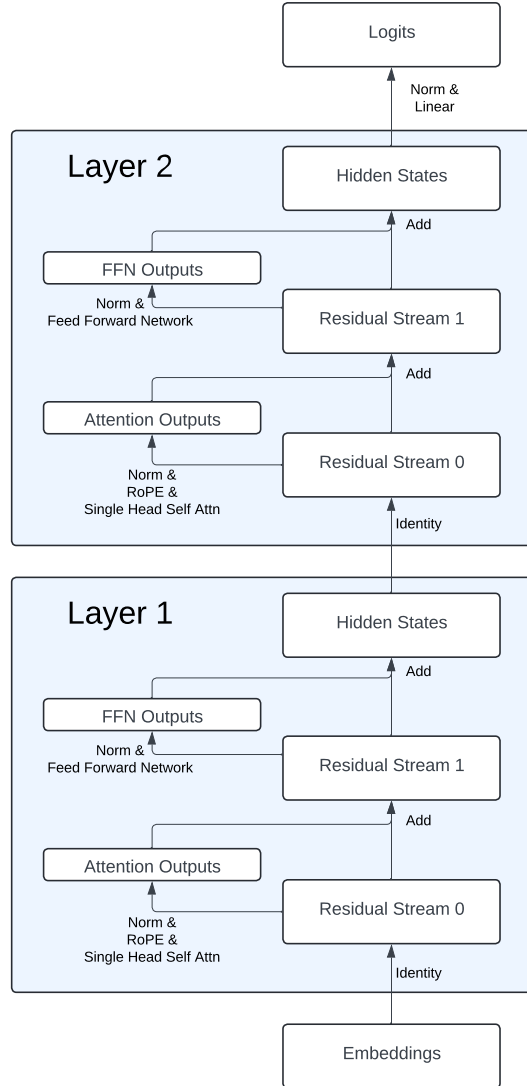 Logits
Norm &
Linear
Layer 2
Hidden States
Add
FFN Outputs
Norm &
Feed Forward Network
Residual Stream 1
Add
Attention Outputs
Residual Stream 0
Norm &
RoPE &
Single Head Self Attn
Identity
Layer 1
Hidden States
Add
FFN Outputs
Norm &
Feed Forward Network
Residual Stream 1
Add
Attention Outputs
Residual Stream 0
Norm &
RoPE &
Single Head Self Attn
Identity
Embeddings